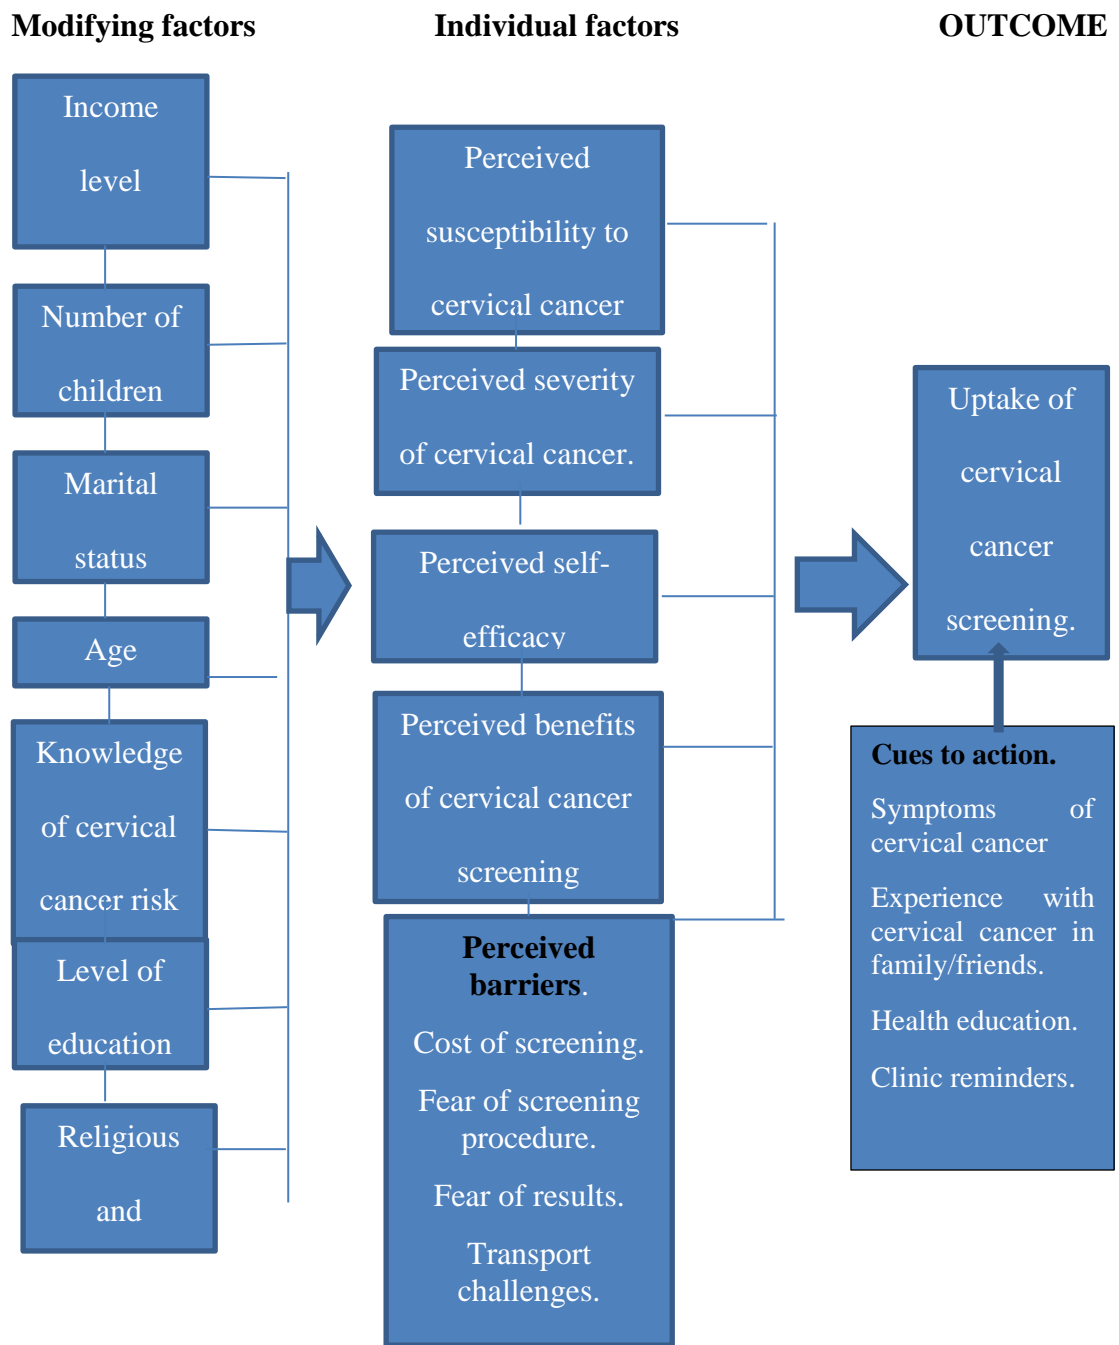 Modifying factors
Individual factors
OUTCOME
Income
level
Number of
children
Marital
status
Age
Knowledge
of cervical
cancer risk
Level of
education
Religious
and
Perceived
susceptibility to
cervical cancer
Perceived severity
of cervical cancer.
Perceived self-
efficacy
Perceived benefits
of cervical cancer
screening
Perceived
barriers.
Cost of screening.
Fear of screening
procedure.
Fear of results.
Transport
challenges.
Uptake of
cervical
cancer
screening.
Cues to action.
Symptoms of
cervical cancer
Experience with
cervical cancer in
family/friends.
Health education.
Clinic reminders.